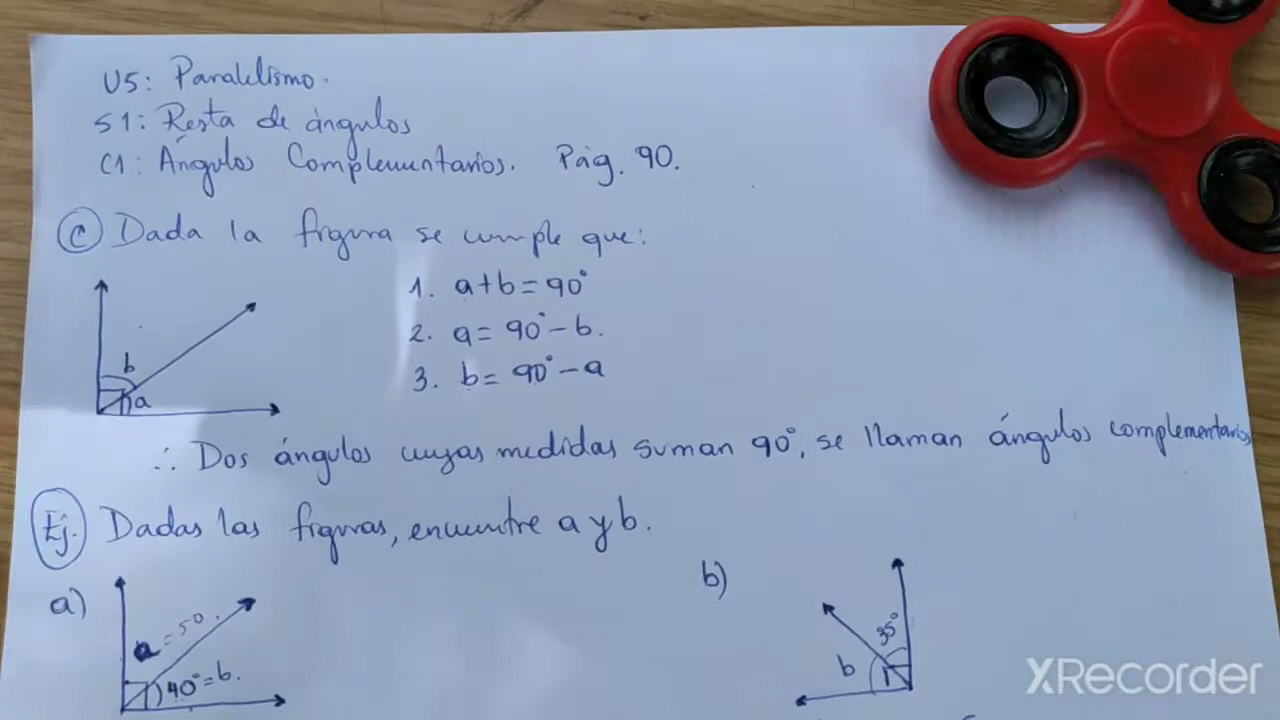 U5: Paralelismo.
S1: Resta de ángulos
C1: Ángulos Complementarios. Pág. 90.
C Dada la figura se cumple que:
1. a+b=90°
2. a= 90°-b.
3. b= 90°-a
b
a
∴ Dos ángulos cuyas medidas suman 90°, se llaman ángulos complementarios
Ej. Dadas las figuras, encuentre a y b.
a)
a = 50.
40°=b.
b)
35°
b
XRecorder